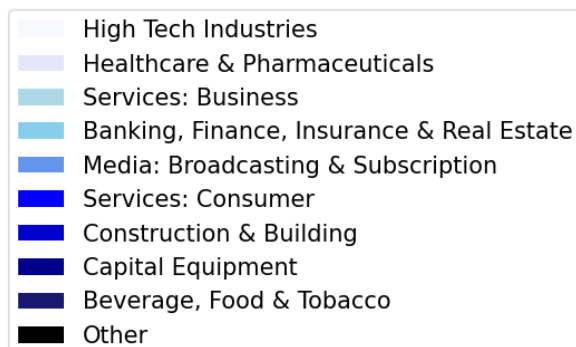 High Tech Industries
Healthcare & Pharmaceuticals
Services: Business
Banking, Finance, Insurance & Real Estate
Media: Broadcasting & Subscription
Services: Consumer
Construction & Building
Capital Equipment
Beverage, Food & Tobacco
Other